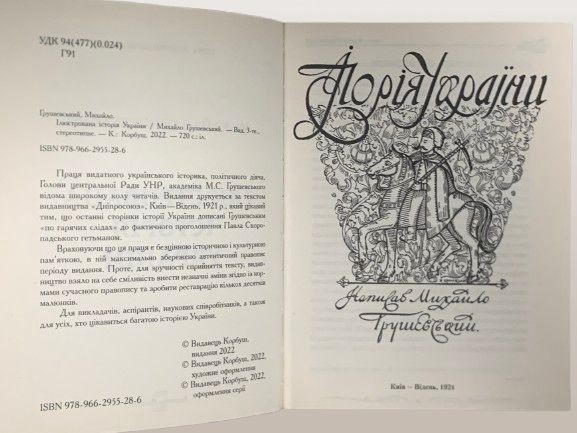 УДК 94(477)(0.024)
Г91
Грушевський, Михайло.
Ілюстрована історія України / Михайло Грушевський. — Вид. 3-тє,
стереотипне. — К.: Корбуш, 2022. — 720 с.: іл.
ISBN 978-966-2955-28-6
Праця видатного українського історика, політичного діяча,
Голови центральної Ради УНР, академіка М.С. Грушевського
відома широкому колу читачів. Видання друкується за текстом
видавництва «Дніпросоюз», Київ—Відень, 1921 р., який цікавий
тим, що останні сторінки історії України дописані Грушевським
«по гарячих слідах» до фактичного проголошення Павла Скоро-
падського гетьманом.
Враховуючи що ця праця є безцінною історичною і культурною
пам'яткою, в ній максимально збережено автентичний правопис
періоду видання. Проте, для зручності сприйняття тексту, видав-
ництво взяло на себе сміливість внести незначні зміни згідно із нор-
мами сучасного правопису та зробити реставрацію кількох десятків
малюнків.
Для викладачів, аспірантів, наукових співробітників, а також
для усіх, хто цікавиться багатою історією України.
© Видавець Корбуш,
видання 2022
© Видавець Корбуш, 2022,
художнє оформлення
© Видавець Корбуш, 2022,
оформлення серії
ISBN 978-966-2955-28-6
Історія України
Написав Михайло
Грушевський.
Київ – Відень, 1921